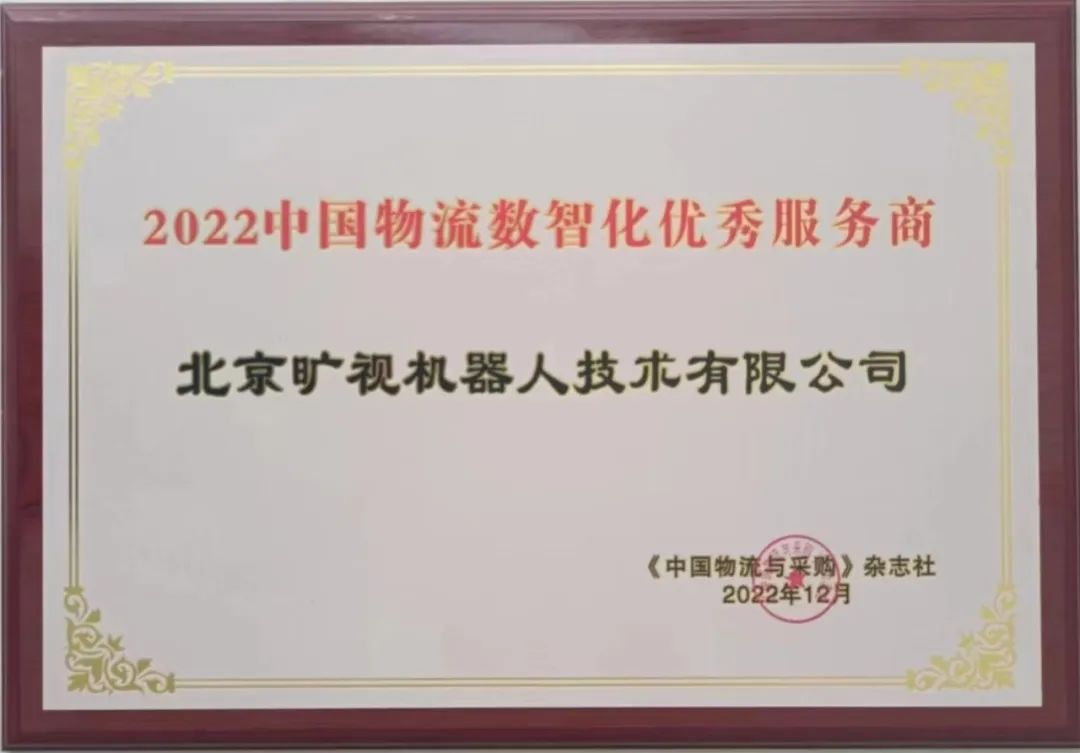 2022中国物流数智化优秀服务商
北京旷视机器人技术有限公司
《中国物流与采购》杂志社
2022年12月